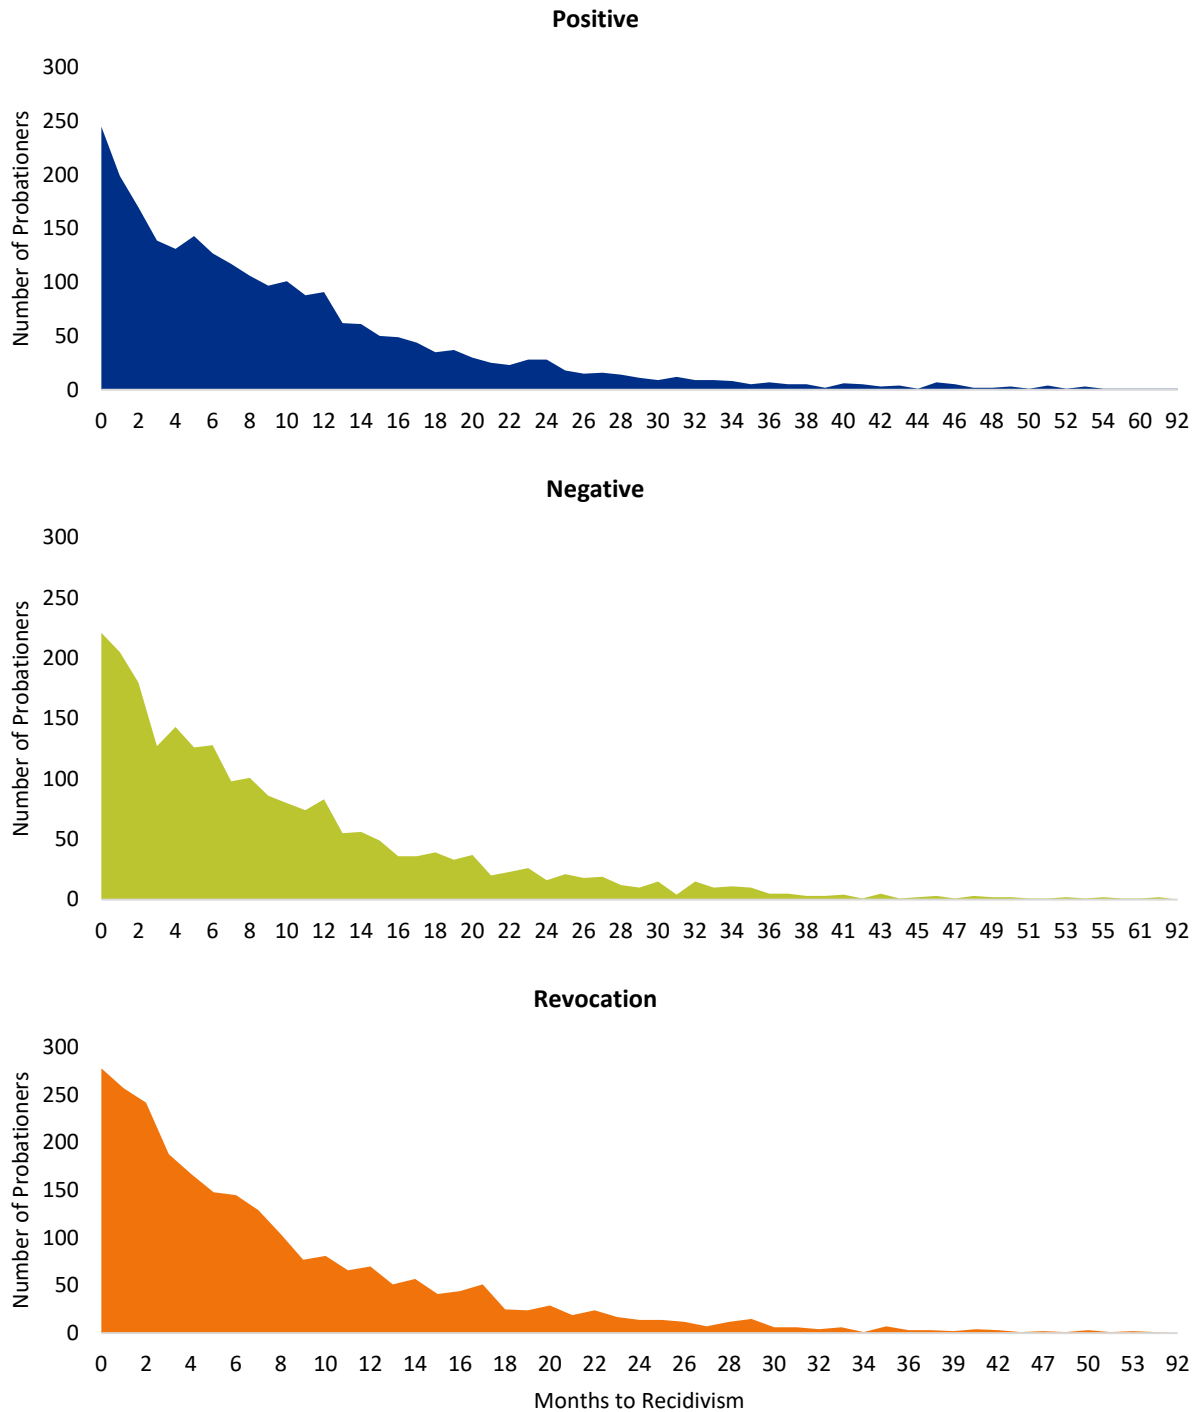 Positive
Number of Probationers
300
250
200
150
100
50
0
0 2 4 6 8 10 12 14 16 18 20 22 24 26 28 30 32 34 36 38 40 42 44 46 48 50 52 54 60 92
Negative
Number of Probationers
300
250
200
150
100
50
0
0 2 4 6 8 10 12 14 16 18 20 22 24 26 28 30 32 34 36 38 41 43 45 47 49 51 53 55 61 92
Revocation
Number of Probationers
300
250
200
150
100
50
0
0 2 4 6 8 10 12 14 16 18 20 22 24 26 28 30 32 34 36 39 42 47 50 53 92
Months to Recidivism